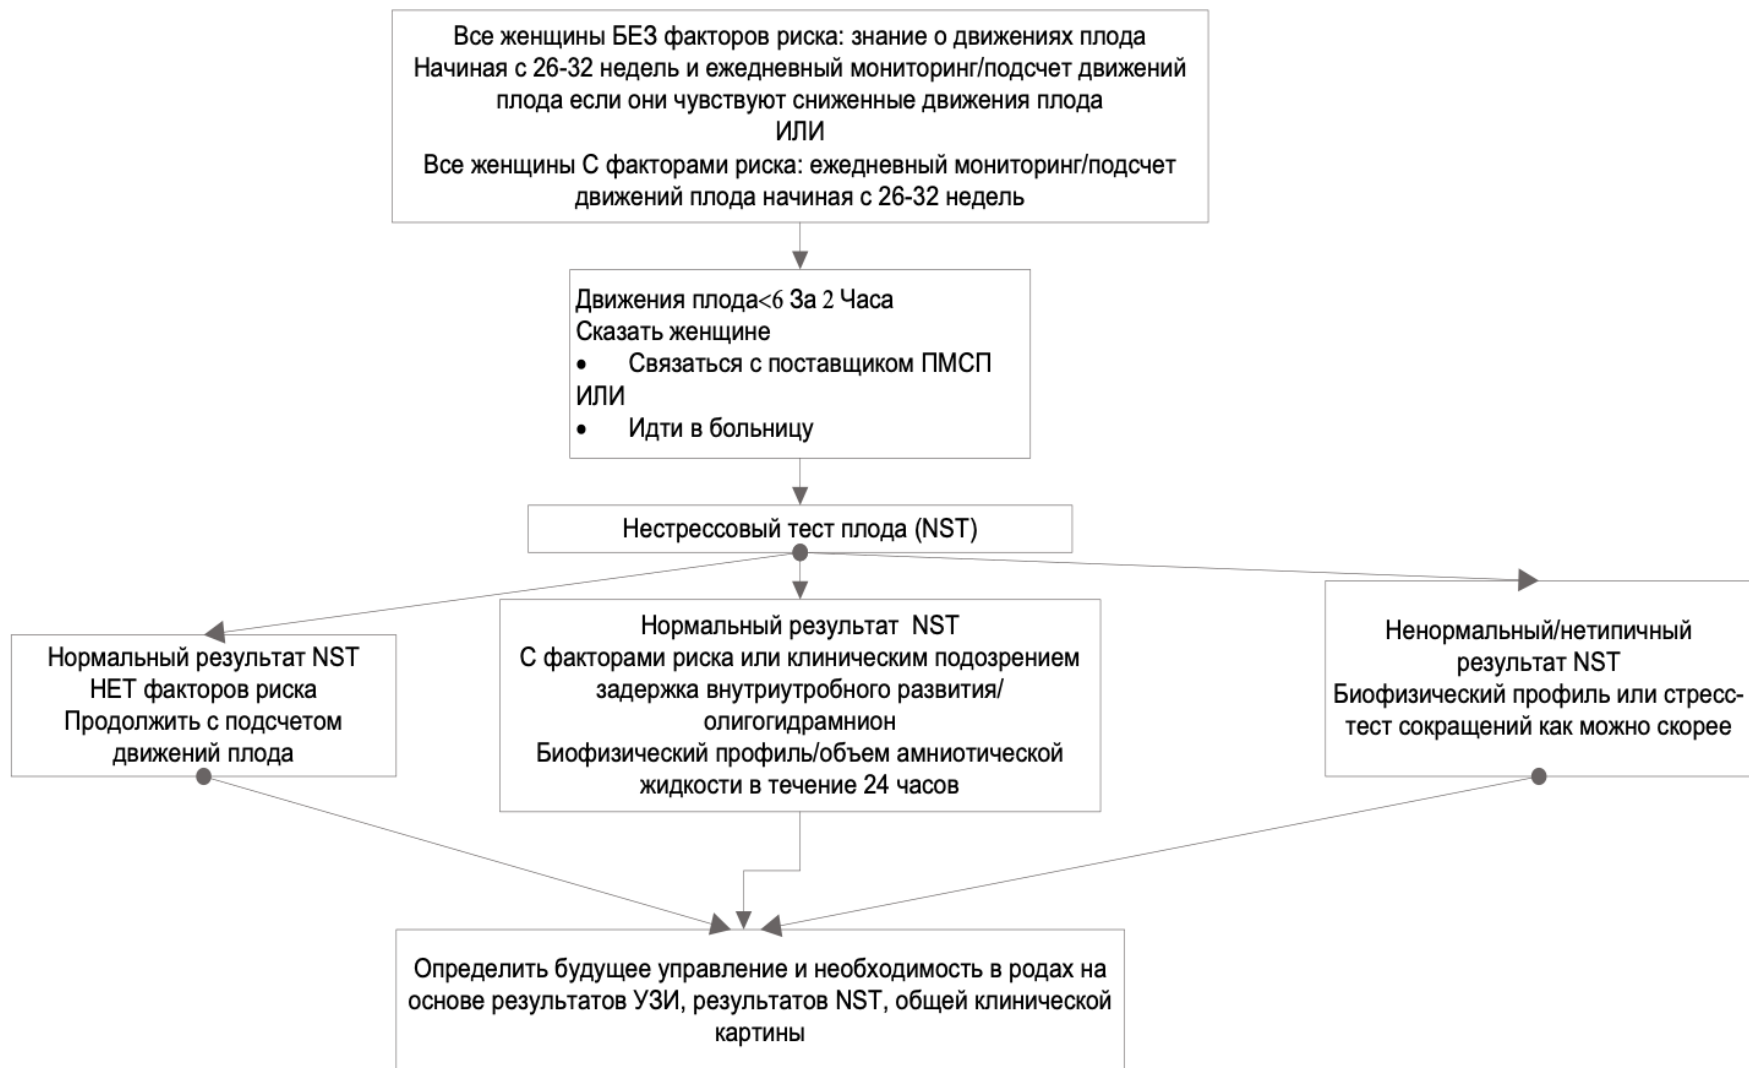 Все женщины БЕЗ факторов риска: знание о движениях плода
Начиная с 26-32 недель и ежедневный мониторинг/подсчет движений
плода если они чувствуют сниженные движения плода
ИЛИ
Все женщины С факторами риска: ежедневный мониторинг/подсчет
движений плода начиная с 26-32 недель
Движения плода<6 За 2 Часа
Сказать женщине
• Связаться с поставщиком ПМСП
ИЛИ
• Идти в больницу
Нестрессовый тест плода (NST)
Нормальный результат NST
НЕТ факторов риска
Продолжить с подсчетом
движений плода
Нормальный результат NST
С факторами риска или клиническим подозрением
задержка внутриутробного развития/
олигогидрамнион
Биофизический профиль/объем амниотической
жидкости в течение 24 часов
Ненормальный/нетипичный
результат NST
Биофизический профиль или стресс-
тест сокращений как можно скорее
Определить будущее управление и необходимость в родах на
основе результатов УЗИ, результатов NST, общей клинической
картины